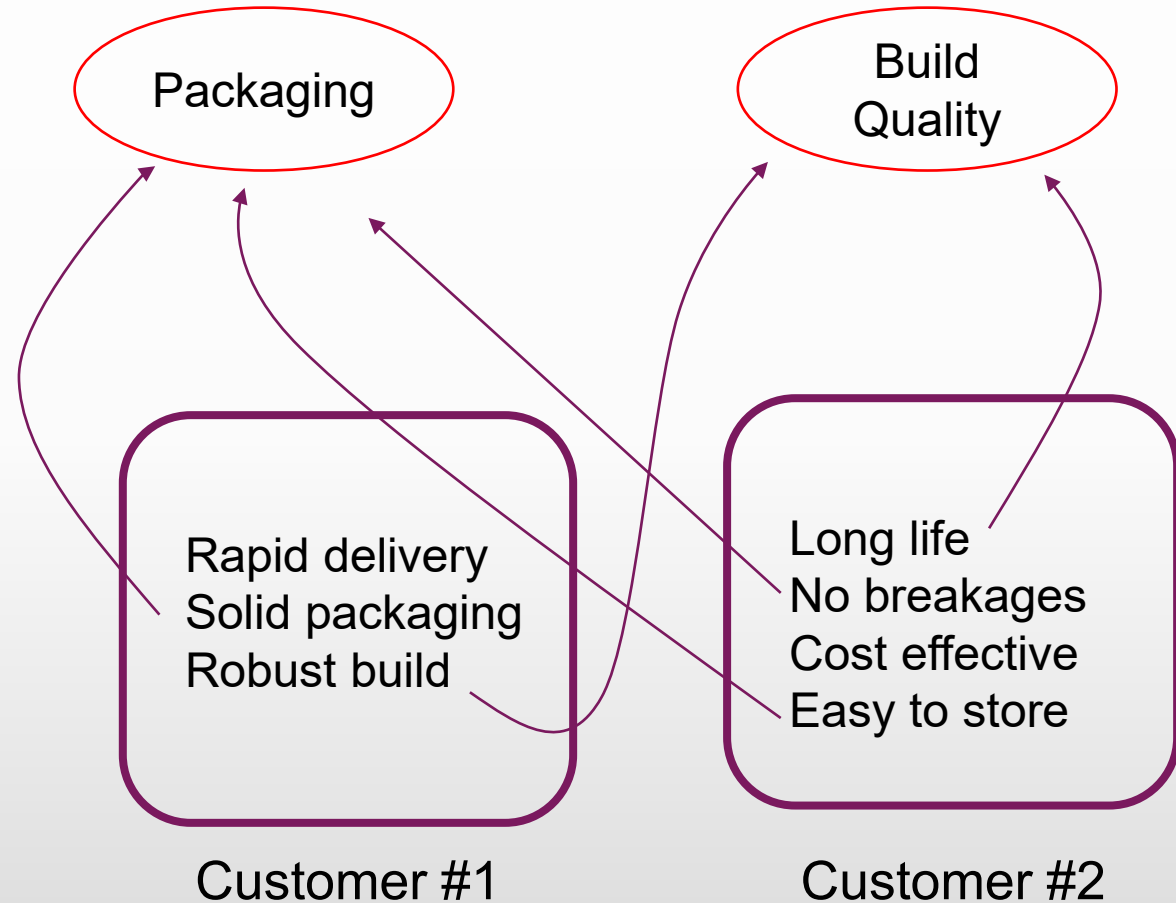 Packaging
Build
Quality
Rapid delivery
Solid packaging
Robust build
Long life
No breakages
Cost effective
Easy to store
Customer #1
Customer #2